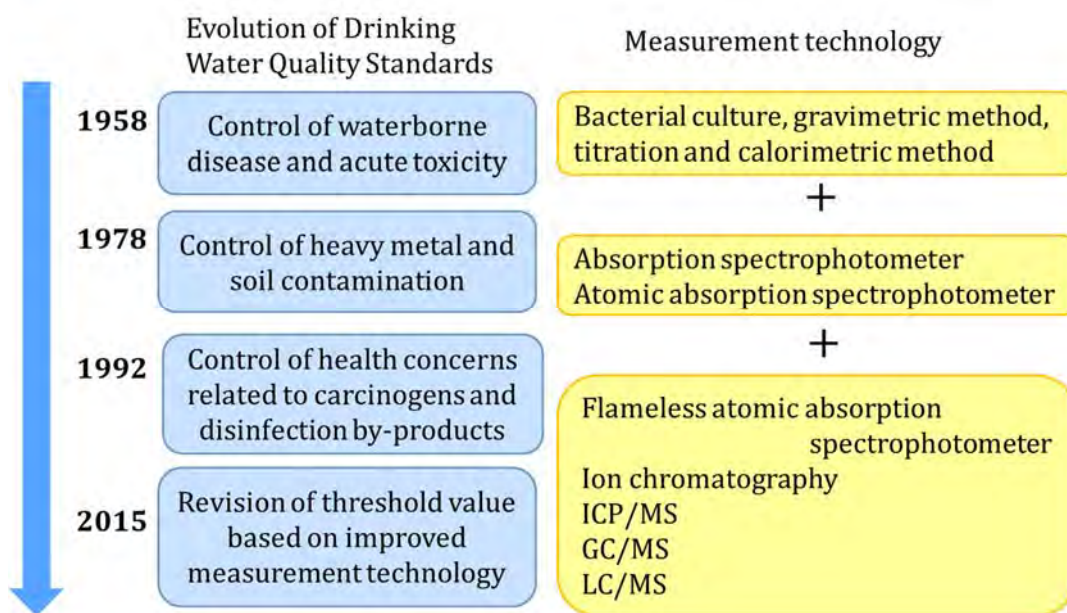 Evolution of Drinking
Water Quality Standards
Measurement technology
1958
Control of waterborne
disease and acute toxicity
Bacterial culture, gravimetric method,
titration and calorimetric method
+
1978
Control of heavy metal and
soil contamination
Absorption spectrophotometer
Atomic absorption spectrophotometer
+
1992
Control of health concerns
related to carcinogens and
disinfection by-products
Flameless atomic absorption
spectrophotometer
Ion chromatography
ICP/MS
GC/MS
LC/MS
2015
Revision of threshold value
based on improved
measurement technology